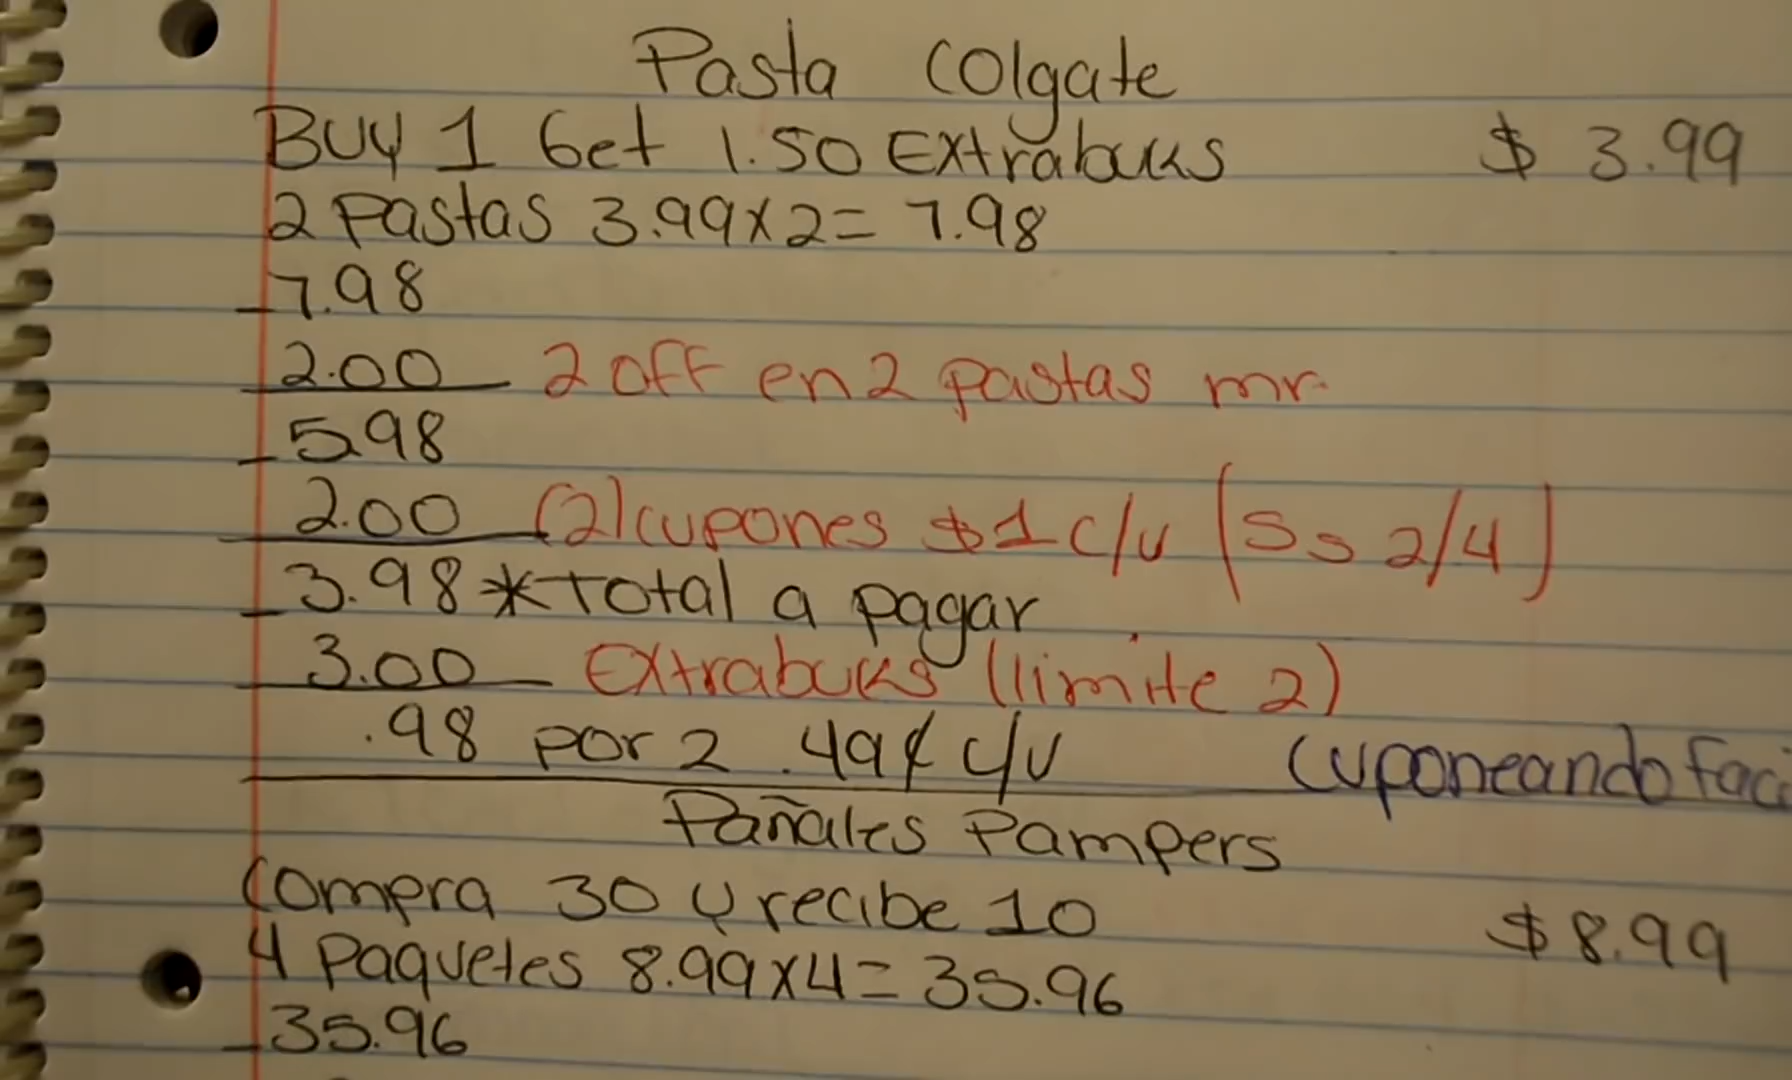 Pasta Colgate
BUY 1 Get 1.50 Extrabucks $ 3.99
2 Pastas 3.99x2= 7.98
-7.98
2.00 2 off en 2 pastas mr.
-5.98
2.00 (2) cupones $1 c/u (Ss 2/4)
-3.98 *Total a pagar
3.00 Extrabucks (limite 2)
.98 por 2 .49¢ c/u
Cuponeando Faci
Pañales Pampers
Compra 30 y recibe 10 $8.99
4 Paquetes 8.99x4= 35.96
-35.96